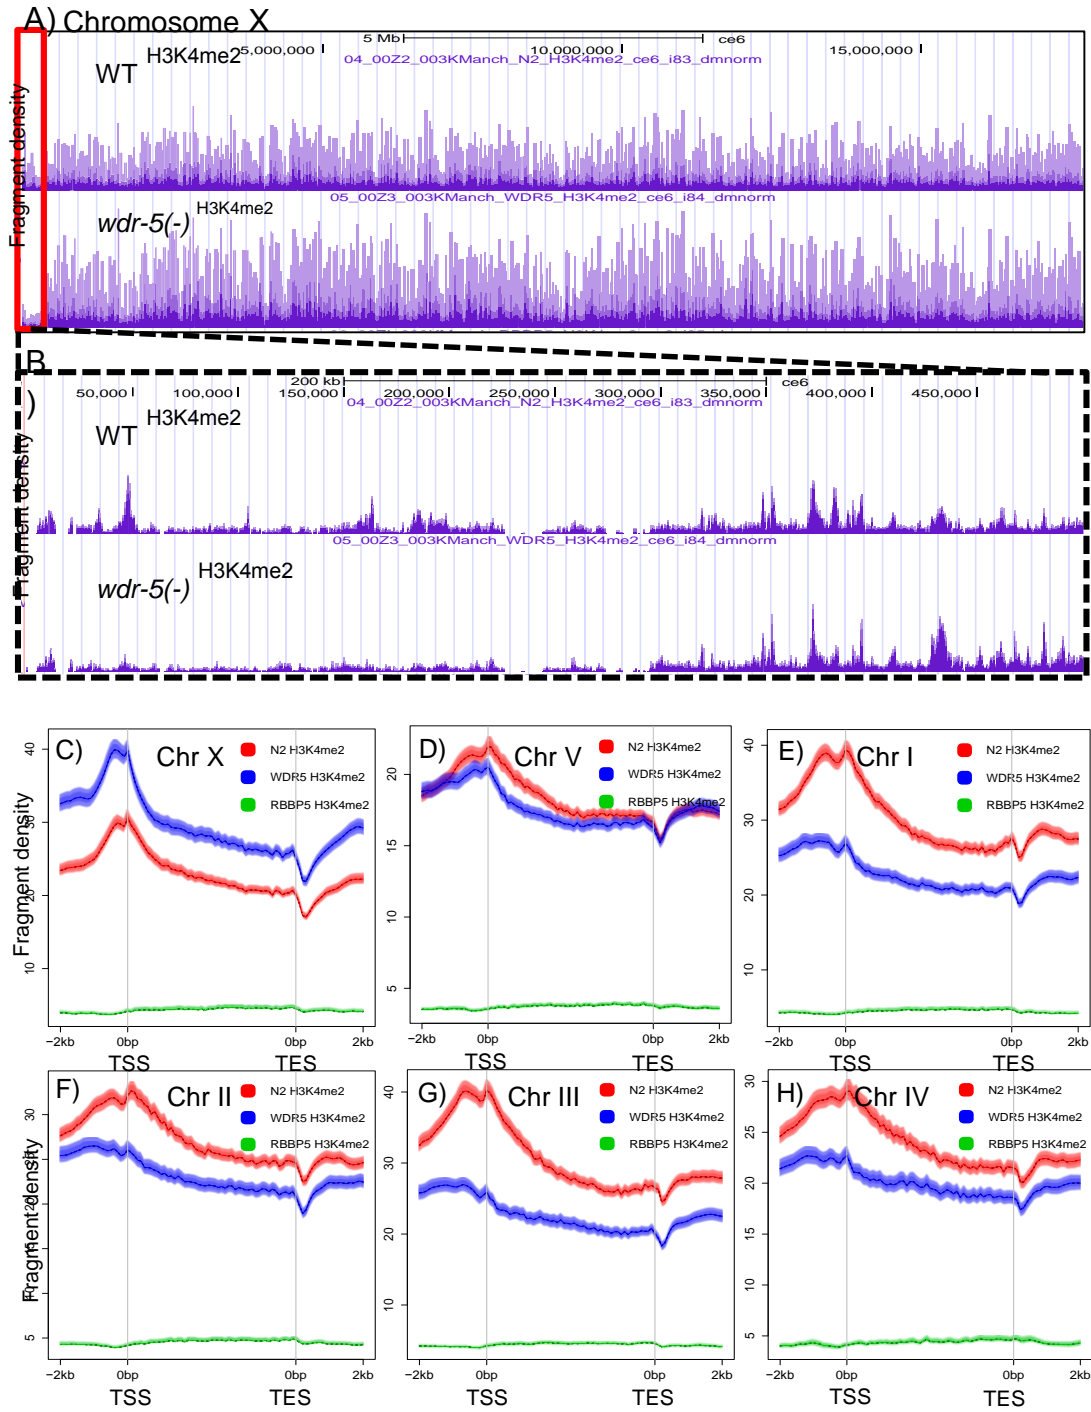 A) Chromosome X
5 Mb
ce6
5,000,000
10,000,000
15,000,000
04_00Z2_003KManch_N2_H3K4me2_ce6_i83_dmnorm
WT H3K4me2
Fragment density
05_00Z3_003KManch_WDR5_H3K4me2_ce6_i84_dmnorm
wdr-5(-) H3K4me2
B
)
200 kb
ce6
50,000
100,000
150,000
200,000
250,000
300,000
350,000
400,000
450,000
04_00Z2_003KManch_N2_H3K4me2_ce6_i83_dmnorm
WT H3K4me2
Fragment density
05_00Z3_003KManch_WDR5_H3K4me2_ce6_i84_dmnorm
wdr-5(-) H3K4me2
C) Chr X
N2 H3K4me2
WDR5 H3K4me2
RBBP5 H3K4me2
Fragment density
40
30
20
10
−2kb 0bp 0bp 2kb
TSS TES
D) Chr V
N2 H3K4me2
WDR5 H3K4me2
RBBP5 H3K4me2
20
15
10
5
−2kb 0bp 0bp 2kb
TSS TES
E) Chr I
N2 H3K4me2
WDR5 H3K4me2
RBBP5 H3K4me2
40
30
20
10
−2kb 0bp 0bp 2kb
TSS TES
F) Chr II
N2 H3K4me2
WDR5 H3K4me2
RBBP5 H3K4me2
Fragment density
30
5
−2kb 0bp 0bp 2kb
TSS TES
G) Chr III
N2 H3K4me2
WDR5 H3K4me2
RBBP5 H3K4me2
40
30
20
10
−2kb 0bp 0bp 2kb
TSS TES
H) Chr IV
N2 H3K4me2
WDR5 H3K4me2
RBBP5 H3K4me2
30
25
20
15
10
5
−2kb 0bp 0bp 2kb
TSS TES